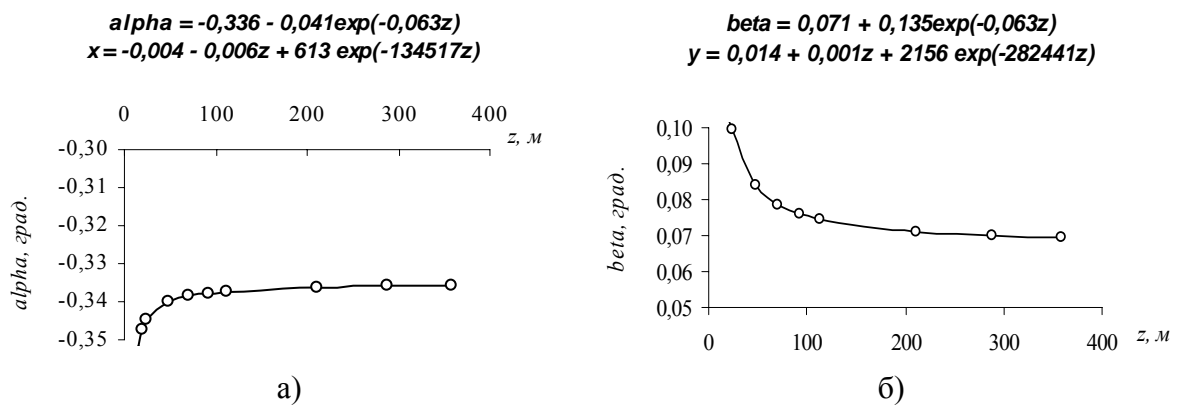 alpha = -0,336 - 0,041exp(-0,063z)
x = -0,004 - 0,006z + 613 exp(-134517z)
0 100 200 300 400
z, м
-0,30
-0,31
-0,32
-0,33
-0,34
-0,35
alpha, град.
а)
beta = 0,071 + 0,135exp(-0,063z)
y = 0,014 + 0,001z + 2156 exp(-282441z)
0,10
0,09
0,08
0,07
0,06
0,05
beta, град.
0 100 200 300 400
z, м
б)